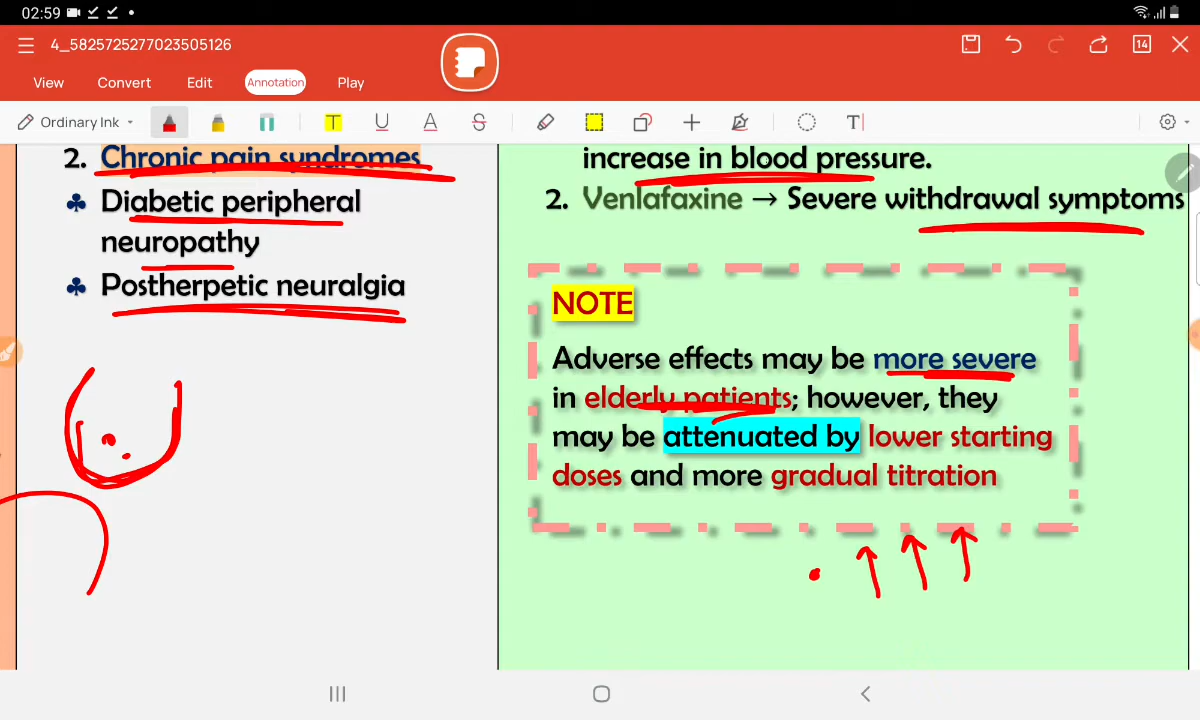 02:59
4_5825725277023505126
14
View Convert Edit Annotation Play
Ordinary Ink
2. Chronic pain syndromes
Diabetic peripheral
neuropathy
Postherpetic neuralgia
increase in blood pressure.
2. Venlafaxine → Severe withdrawal symptoms
NOTE
Adverse effects may be more severe
in elderly patients; however, they
may be attenuated by lower starting
doses and more gradual titration